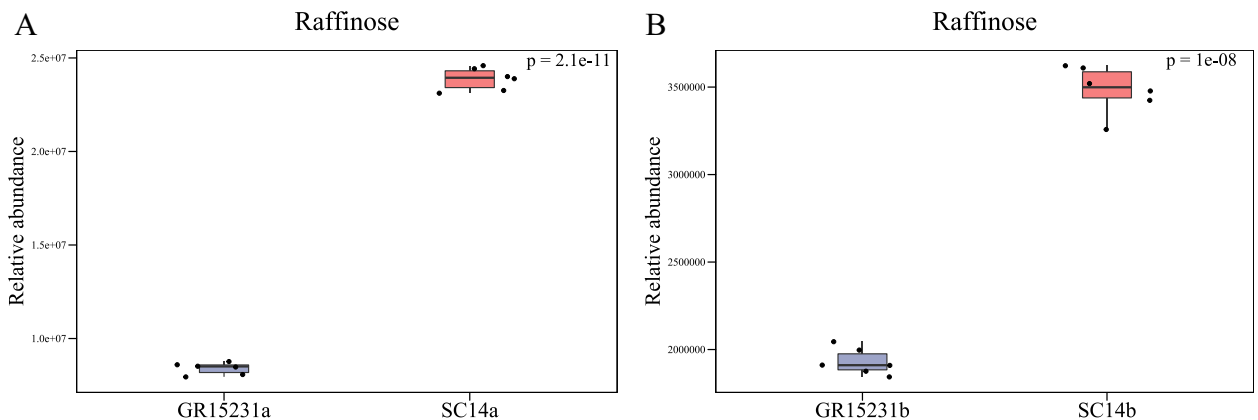 A
Raffinose
p = 2.1e-11
Relative abundance
2.5e+07
2.0e+07
1.5e+07
1.0e+07
GR15231a
SC14a
B
Raffinose
p = 1e-08
Relative abundance
3500000
3000000
2500000
2000000
GR15231b
SC14b